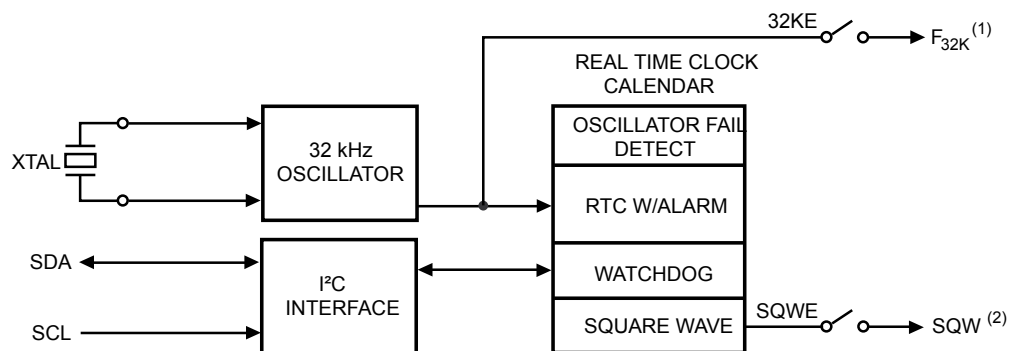 32KE
F32K (1)
REAL TIME CLOCK
CALENDAR
OSCILLATOR FAIL
DETECT
32 kHz
OSCILLATOR
XTAL
RTC W/ALARM
SDA
I²C
INTERFACE
WATCHDOG
SCL
SQUARE WAVE
SQWE
SQW (2)